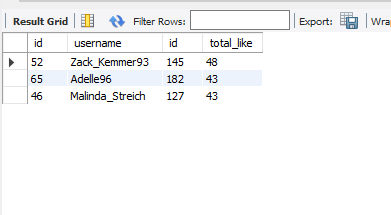 Result Grid Filter Rows: Export: Wrap
id username id total_like
52 Zack_Kemmer93 145 48
65 Adelle96 182 43
46 Malinda_Streich 127 43